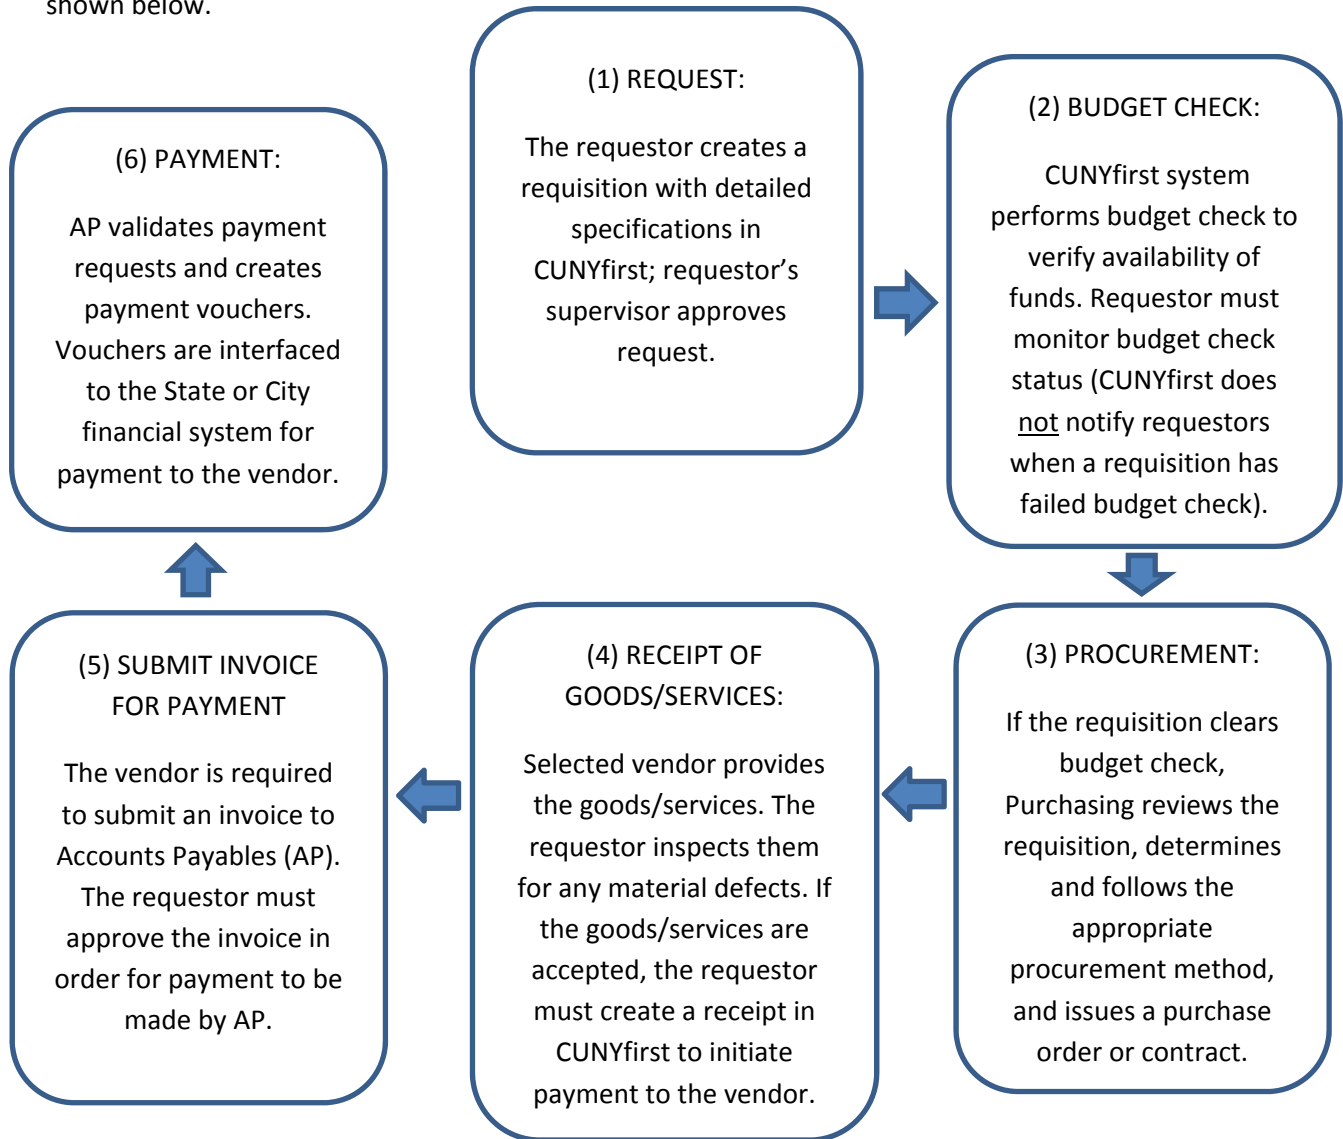 shown below.
(1) REQUEST:
The requestor creates a
requisition with detailed
specifications in
CUNYfirst; requestor’s
supervisor approves
request.
(2) BUDGET CHECK:
CUNYfirst system
performs budget check to
verify availability of
funds. Requestor must
monitor budget check
status (CUNYfirst does
not notify requestors
when a requisition has
failed budget check).
(3) PROCUREMENT:
If the requisition clears
budget check,
Purchasing reviews the
requisition, determines
and follows the
appropriate
procurement method,
and issues a purchase
order or contract.
(4) RECEIPT OF
GOODS/SERVICES:
Selected vendor provides
the goods/services. The
requestor inspects them
for any material defects. If
the goods/services are
accepted, the requestor
must create a receipt in
CUNYfirst to initiate
payment to the vendor.
(5) SUBMIT INVOICE
FOR PAYMENT
The vendor is required
to submit an invoice to
Accounts Payables (AP).
The requestor must
approve the invoice in
order for payment to be
made by AP.
(6) PAYMENT:
AP validates payment
requests and creates
payment vouchers.
Vouchers are interfaced
to the State or City
financial system for
payment to the vendor.